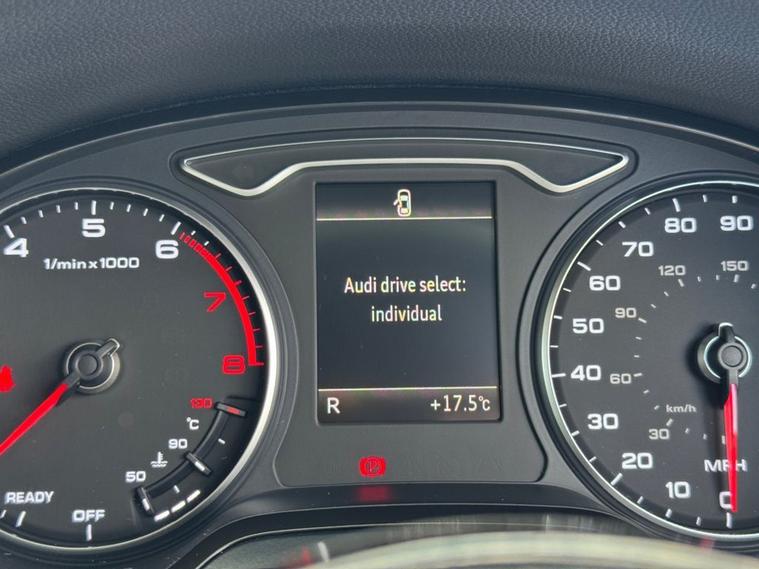 4
5
6
7
8
1/min x 1000
130
°C
90
50
READY
OFF
Audi drive select:
individual
R +17.5°C
90
80
70
60
50
40
30
20
10
0
150
120
90
60
30
km/h
MPH